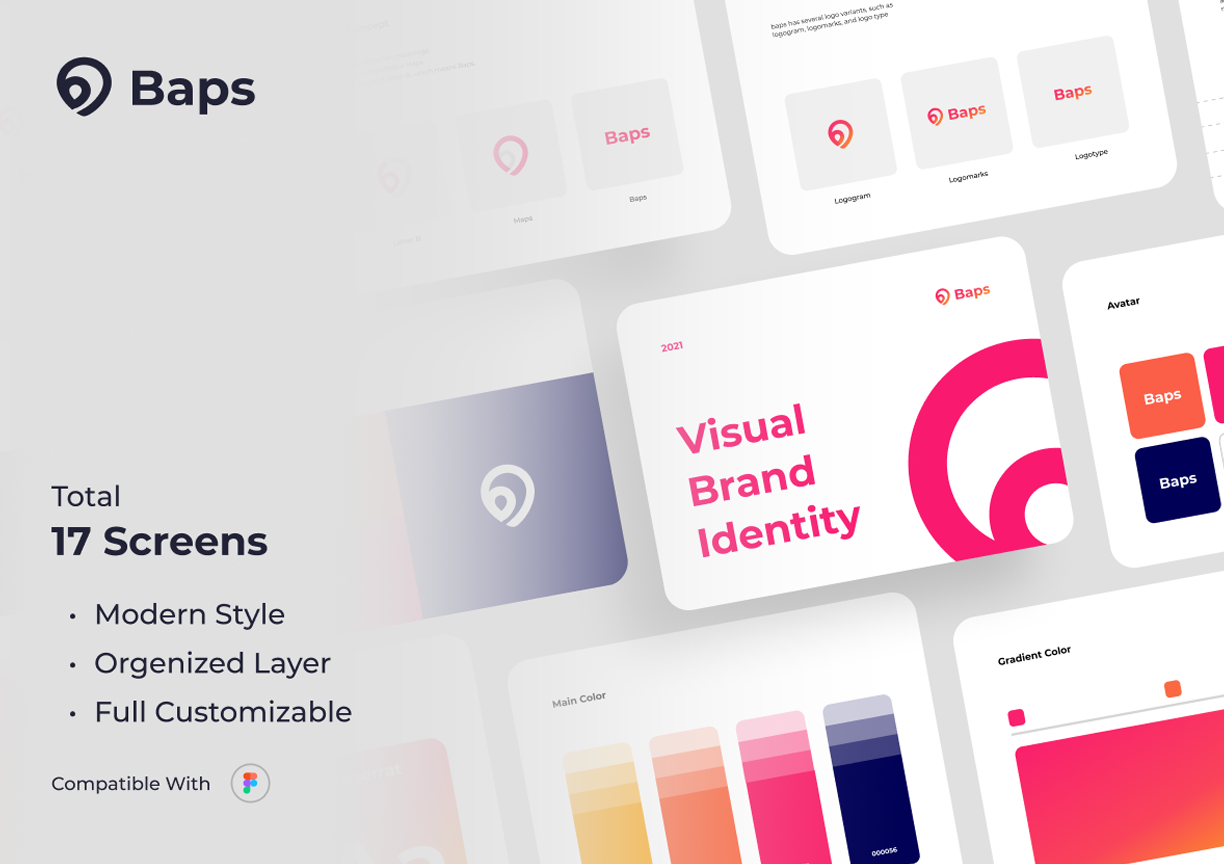 Baps
Total
17 Screens
• Modern Style
• Orgenized Layer
• Full Customizable
Compatible With
Maps
Baps
Baps
baps has several logo variants, such as
logogram, logomarks, and logo type
Baps
Baps
Logogram
Logomarks
Logotype
2021
Baps
Visual
Brand
Identity
Avatar
Baps
Baps
Main Color
000056
Gradient Color